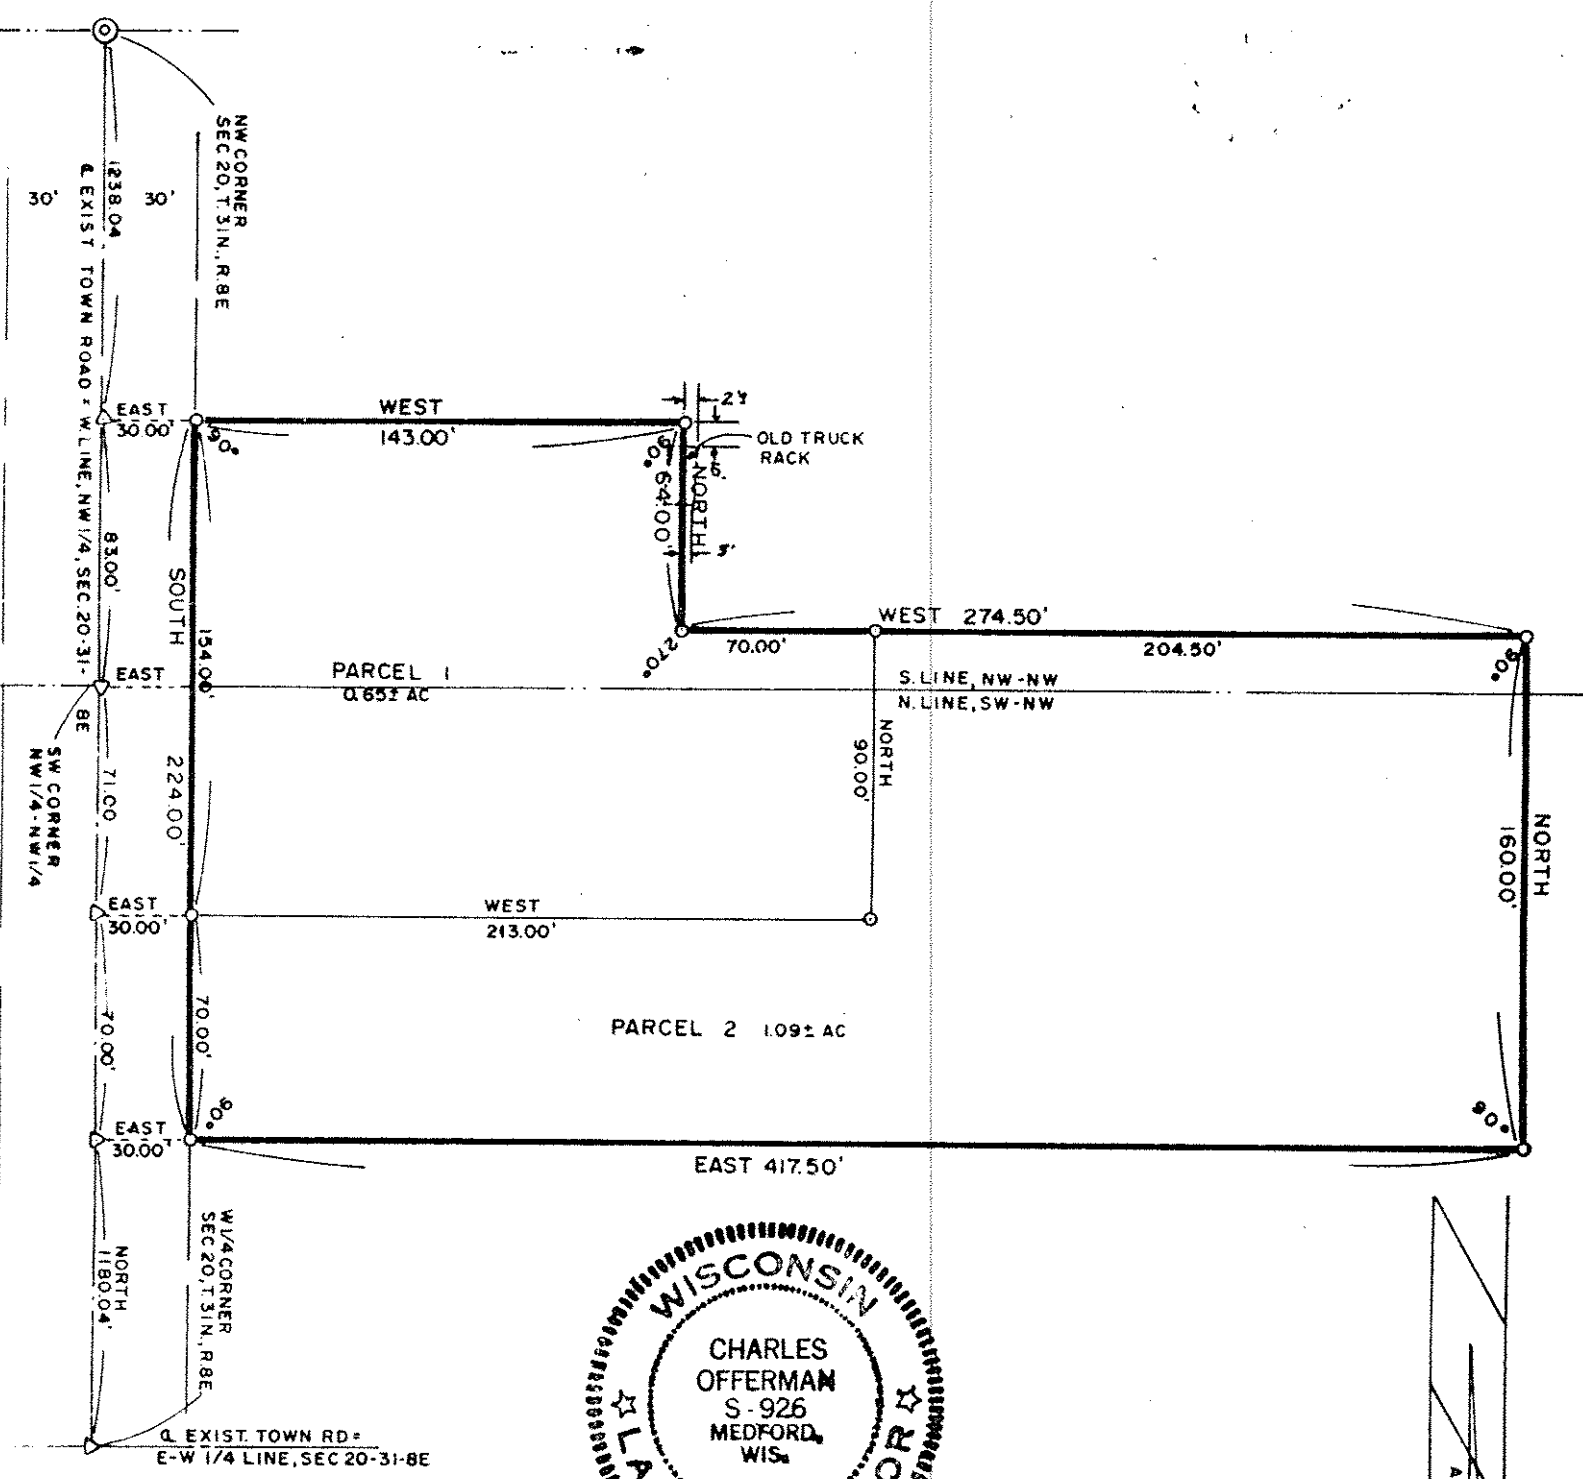 NW CORNER
SEC 20, T.31N., R.8E
30'
30'
1238.04
℄ EXIST TOWN ROAD = W. LINE, NW 1/4, SEC. 20-31-8E
EAST
30.00'
90°
WEST
143.00'
90°
NORTH
64.00'
OLD TRUCK
RACK
3'
83.00'
SOUTH
224.00'
154.00'
WEST 274.50'
70.00'
204.50'
270°
90°
EAST
PARCEL 1
0.65± AC
S. LINE, NW-NW
N. LINE, SW-NW
NORTH
90.00'
SW CORNER
NW 1/4-NW 1/4
71.00
NORTH
160.00'
EAST
30.00'
WEST
213.00'
70.00'
70.00'
PARCEL 2 1.09± AC
90°
90°
EAST
30.00'
EAST 417.50'
W 1/4 CORNER
SEC 20, T.31N., R.8E
NORTH
1180.04'
℄ EXIST. TOWN RD =
E-W 1/4 LINE, SEC 20-31-8E
WISCONSIN
CHARLES
OFFERMAN
S-926
MEDFORD,
WIS.